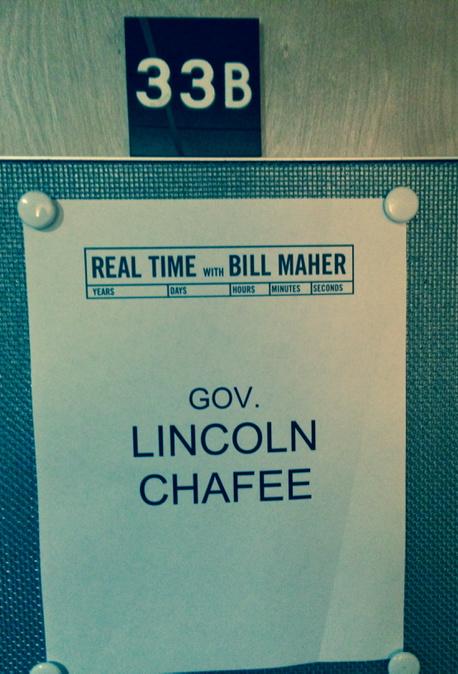 33B
REAL TIME WITH BILL MAHER
YEARS DAYS HOURS MINUTES SECONDS
GOV.
LINCOLN
CHAFEE